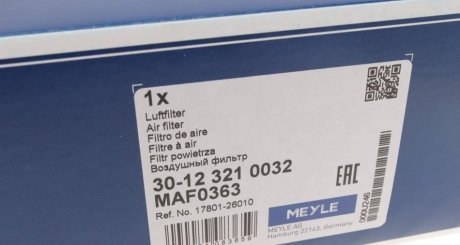 1x
Luftfilter
Air filter
Filtro de aire
Filtre à air
Filtr powietrza
Воздушный фильтр
30-12 321 0032
MAF0363
Ref. No. 17801-26010
EAC
MEYLE
MEYLE AG
Hamburg 22143, Germany